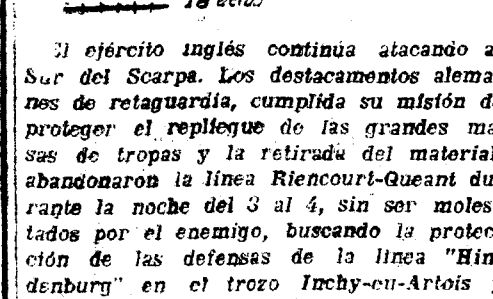 El ejército inglés continúa atacando a
Sur del Scarpa. Los destacamentos alema-
nes de retaguardia, cumplida su misión d
proteger el repliegue de las grandes ma
sas de tropas y la retirada del material
abandonaron la línea Riencourt-Queant du
rante la noche del 3 al 4, sin ser moles
tados por el enemigo, buscando la protec
ción de las defensas de la línea "Hin
denburg" en el trozo Inchy-en-Artois